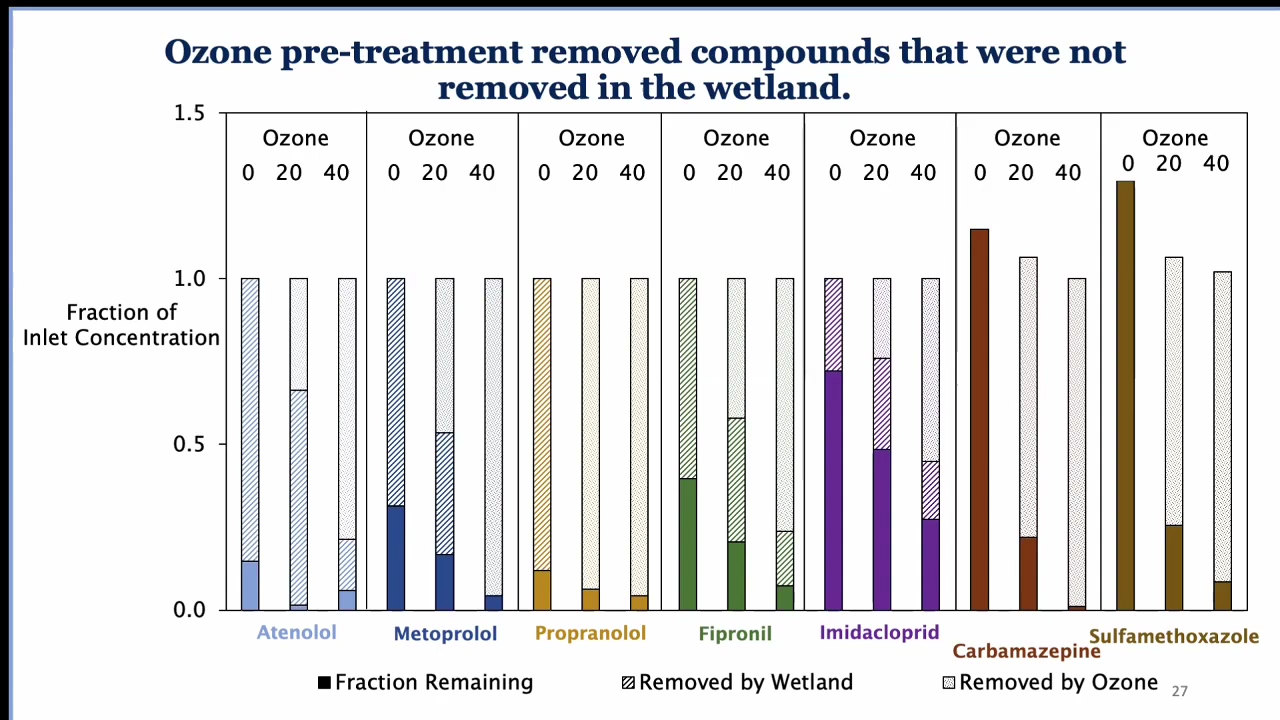 Ozone pre-treatment removed compounds that were not
removed in the wetland.
1.5
Ozone Ozone Ozone Ozone Ozone Ozone Ozone
0 20 40 0 20 40 0 20 40 0 20 40 0 20 40 0 20 40 0 20 40
1.0
Fraction of
Inlet Concentration
0.5
0.0
Atenolol Metoprolol Propranolol Fipronil Imidacloprid Carbamazepine Sulfamethoxazole
Fraction Remaining Removed by Wetland Removed by Ozone
27